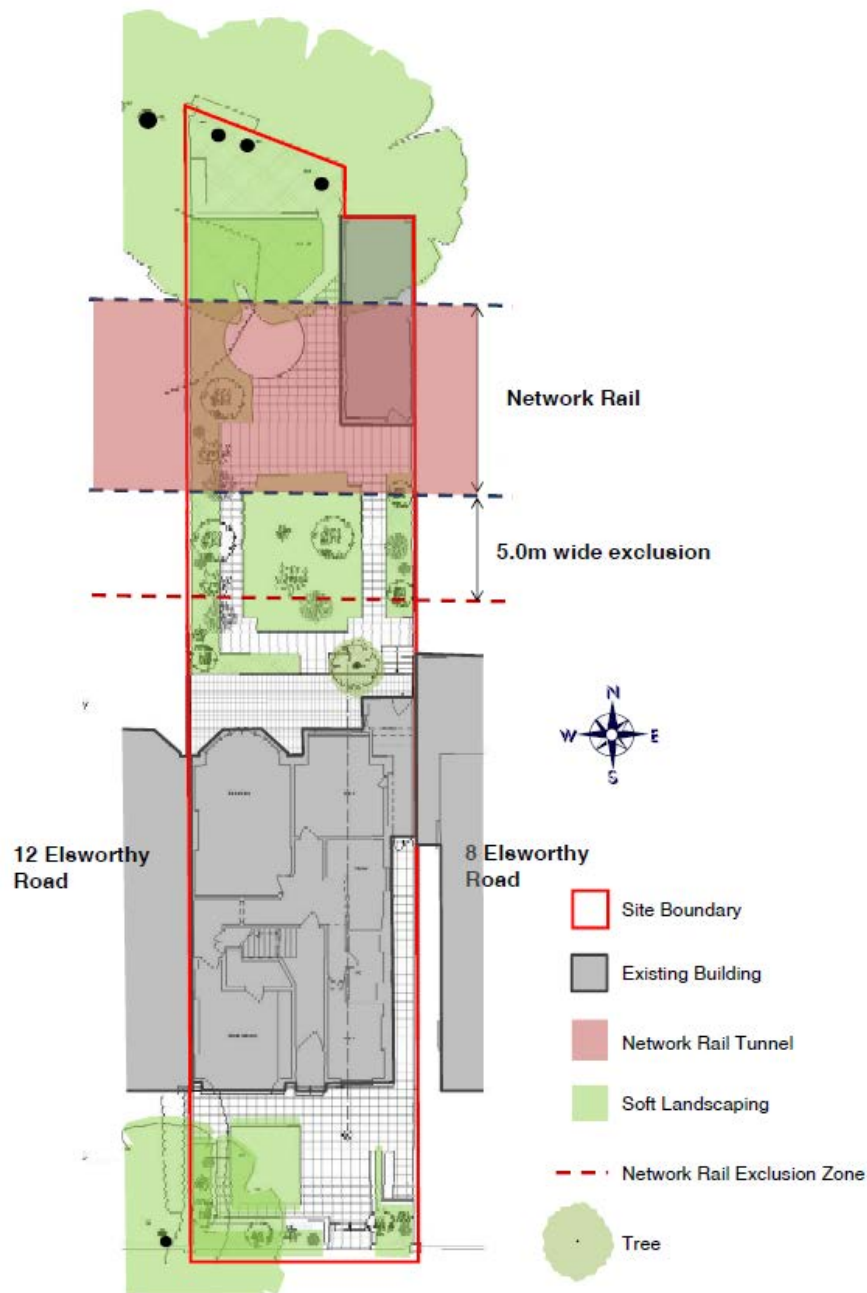 Network Rail
5.0m wide exclusion
N
W E
S
12 Elsworthy
Road
8 Elsworthy
Road
Site Boundary
Existing Building
Network Rail Tunnel
Soft Landscaping
Network Rail Exclusion Zone
Tree